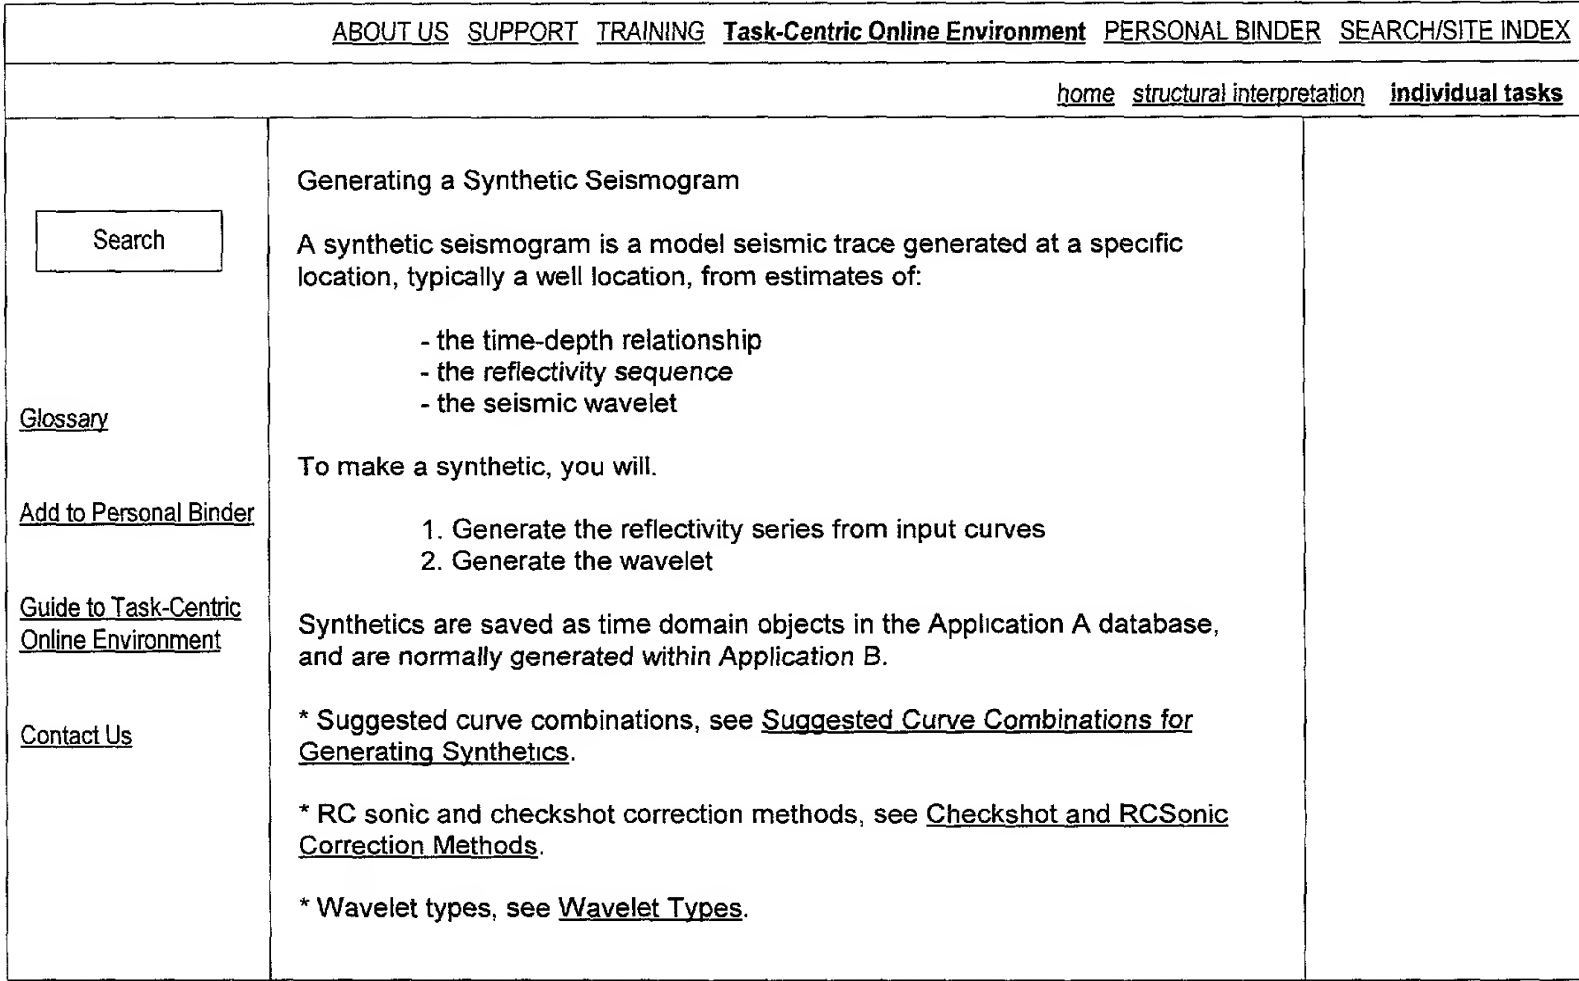 ABOUT US SUPPORT TRAINING Task-Centric Online Environment PERSONAL BINDER SEARCH/SITE INDEX
home structural interpretation individual tasks
Search
Glossary
Add to Personal Binder
Guide to Task-Centric
Online Environment
Contact Us
Generating a Synthetic Seismogram
A synthetic seismogram is a model seismic trace generated at a specific
location, typically a well location, from estimates of:
- the time-depth relationship
- the reflectivity sequence
- the seismic wavelet
To make a synthetic, you will.
1. Generate the reflectivity series from input curves
2. Generate the wavelet
Synthetics are saved as time domain objects in the Application A database,
and are normally generated within Application B.
* Suggested curve combinations, see Suggested Curve Combinations for
Generating Synthetics.
* RC sonic and checkshot correction methods, see Checkshot and RCSonic
Correction Methods.
* Wavelet types, see Wavelet Types.